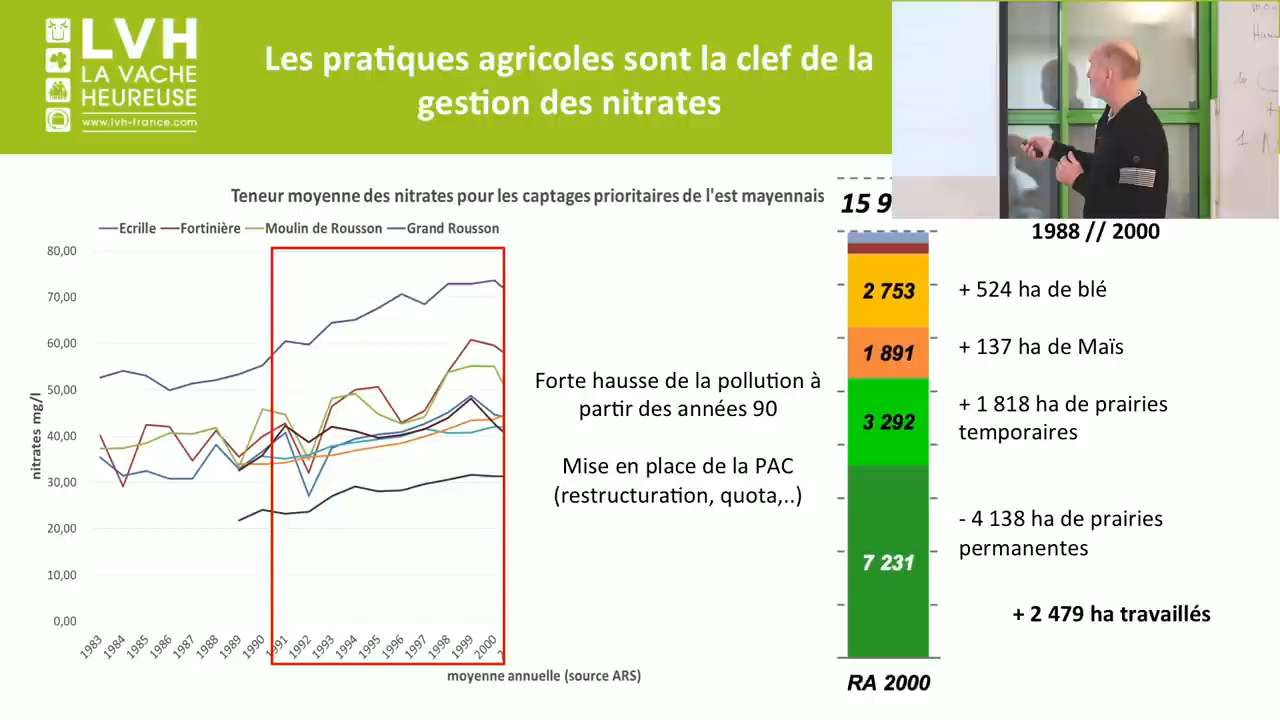 LVH
LA VACHE
HEUREUSE
www.lvh-france.com
Les pratiques agricoles sont la clef de la
gestion des nitrates
Teneur moyenne des nitrates pour les captages prioritaires de l'est mayennais
Ecrille
Fortinière
Moulin de Rousson
Grand Rousson
80,00
70,00
60,00
50,00
40,00
30,00
20,00
10,00
0,00
nitrates mg/l
1983
1984
1985
1986
1987
1988
1989
1990
1991
1992
1993
1994
1995
1996
1997
1998
1999
2000
moyenne annuelle (source ARS)
Forte hausse de la pollution à
partir des années 90
Mise en place de la PAC
(restructuration, quota,..)
15 9
2 753
1 891
3 292
7 231
RA 2000
1988 // 2000
+ 524 ha de blé
+ 137 ha de Maïs
+ 1 818 ha de prairies
temporaires
- 4 138 ha de prairies
permanentes
+ 2 479 ha travaillés